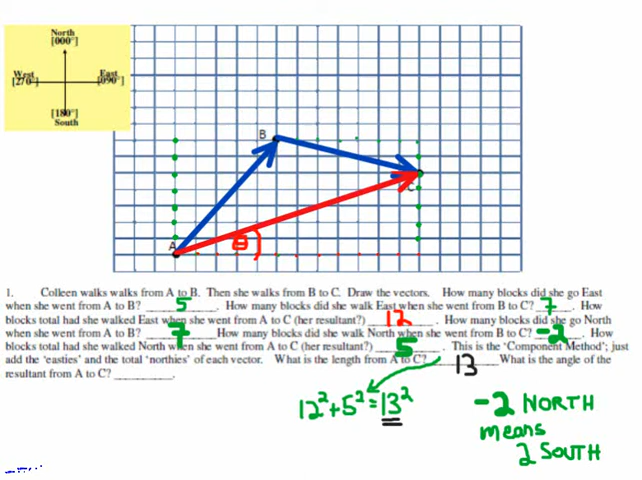 North
[000°]
West
[270°]
East
[090°]
[180°]
South
B
C
A
θ
1. Colleen walks walks from A to B. Then she walks from B to C. Draw the vectors. How many blocks did she go East
when she went from A to B? 5. How many blocks did she walk East when she went from B to C? 7. How
blocks total had she walked East when she went from A to C (her resultant?) 12. How many blocks did she go North
when she went from A to B? 7 How many blocks did she walk North when she went from B to C? -2. How
blocks total had she walked North when she went from A to C (her resultant?) 5. This is the 'Component Method'; just
add the 'easties' and the total 'northies' of each vector. What is the length from A to C? 13 What is the angle of the
resultant from A to C?
12² + 5² = 13²
-2 NORTH
means
2 SOUTH